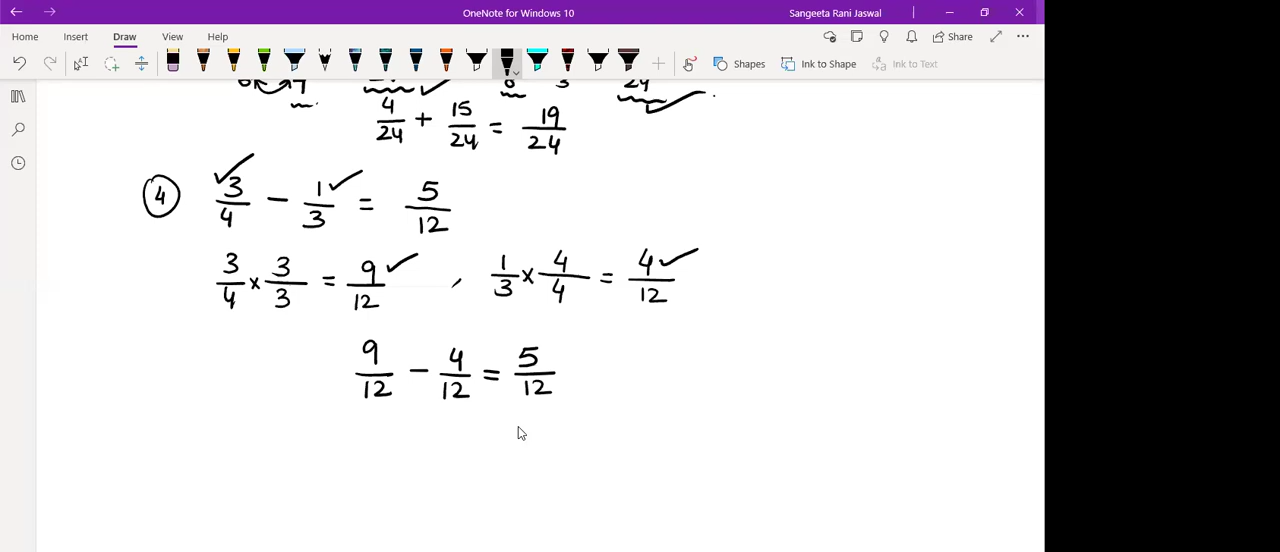 OneNote for Windows 10
Sangeeta Rani Jaswal
Home Insert Draw View Help
Share
Shapes Ink to Shape Ink to Text
4/24 + 15/24 = 19/24
④ 3/4 − 1/3 = 5/12
3/4 × 3/3 = 9/12 , 1/3 × 4/4 = 4/12
9/12 − 4/12 = 5/12